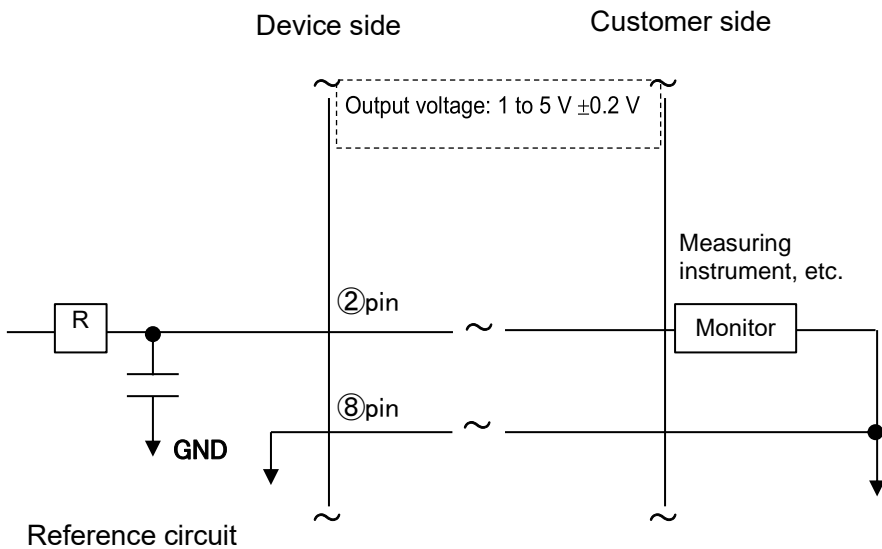 Device side
Customer side
Output voltage: 1 to 5 V ±0.2 V
Measuring
instrument, etc.
②pin
R
Monitor
⑧pin
GND
Reference circuit